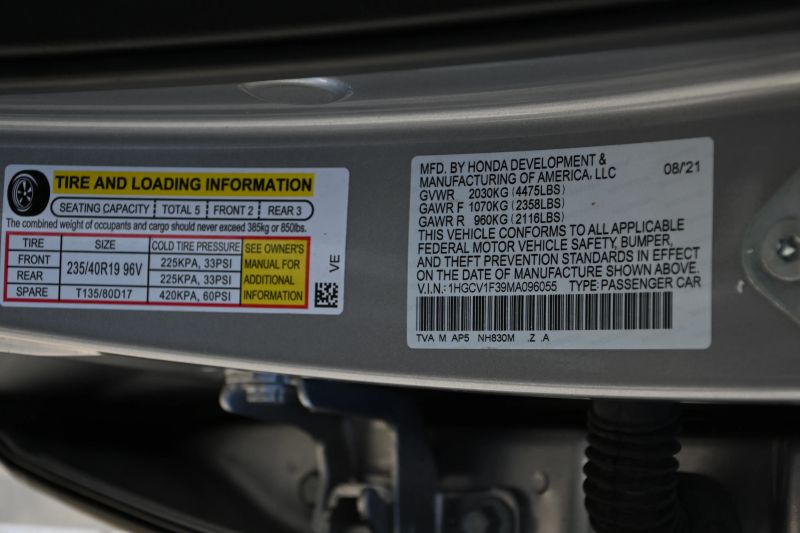 TIRE AND LOADING INFORMATION
SEATING CAPACITY TOTAL 5 FRONT 2 REAR 3
The combined weight of occupants and cargo should never exceed 385kg or 850lbs.
TIRE SIZE COLD TIRE PRESSURE SEE OWNER'S MANUAL FOR ADDITIONAL INFORMATION
FRONT 235/40R19 96V 225KPA, 33PSI
REAR 225KPA, 33PSI
SPARE T135/80D17 420KPA, 60PSI
VE
MFD. BY HONDA DEVELOPMENT & 08/21
MANUFACTURING OF AMERICA, LLC
GVWR 2030KG (4475LBS)
GAWR F 1070KG (2358LBS)
GAWR R 960KG (2116LBS)
THIS VEHICLE CONFORMS TO ALL APPLICABLE
FEDERAL MOTOR VEHICLE SAFETY, BUMPER,
AND THEFT PREVENTION STANDARDS IN EFFECT
ON THE DATE OF MANUFACTURE SHOWN ABOVE.
V.I.N.: 1HGCV1F39MA096055 TYPE: PASSENGER CAR
TVA M AP5 NH830M .Z .A